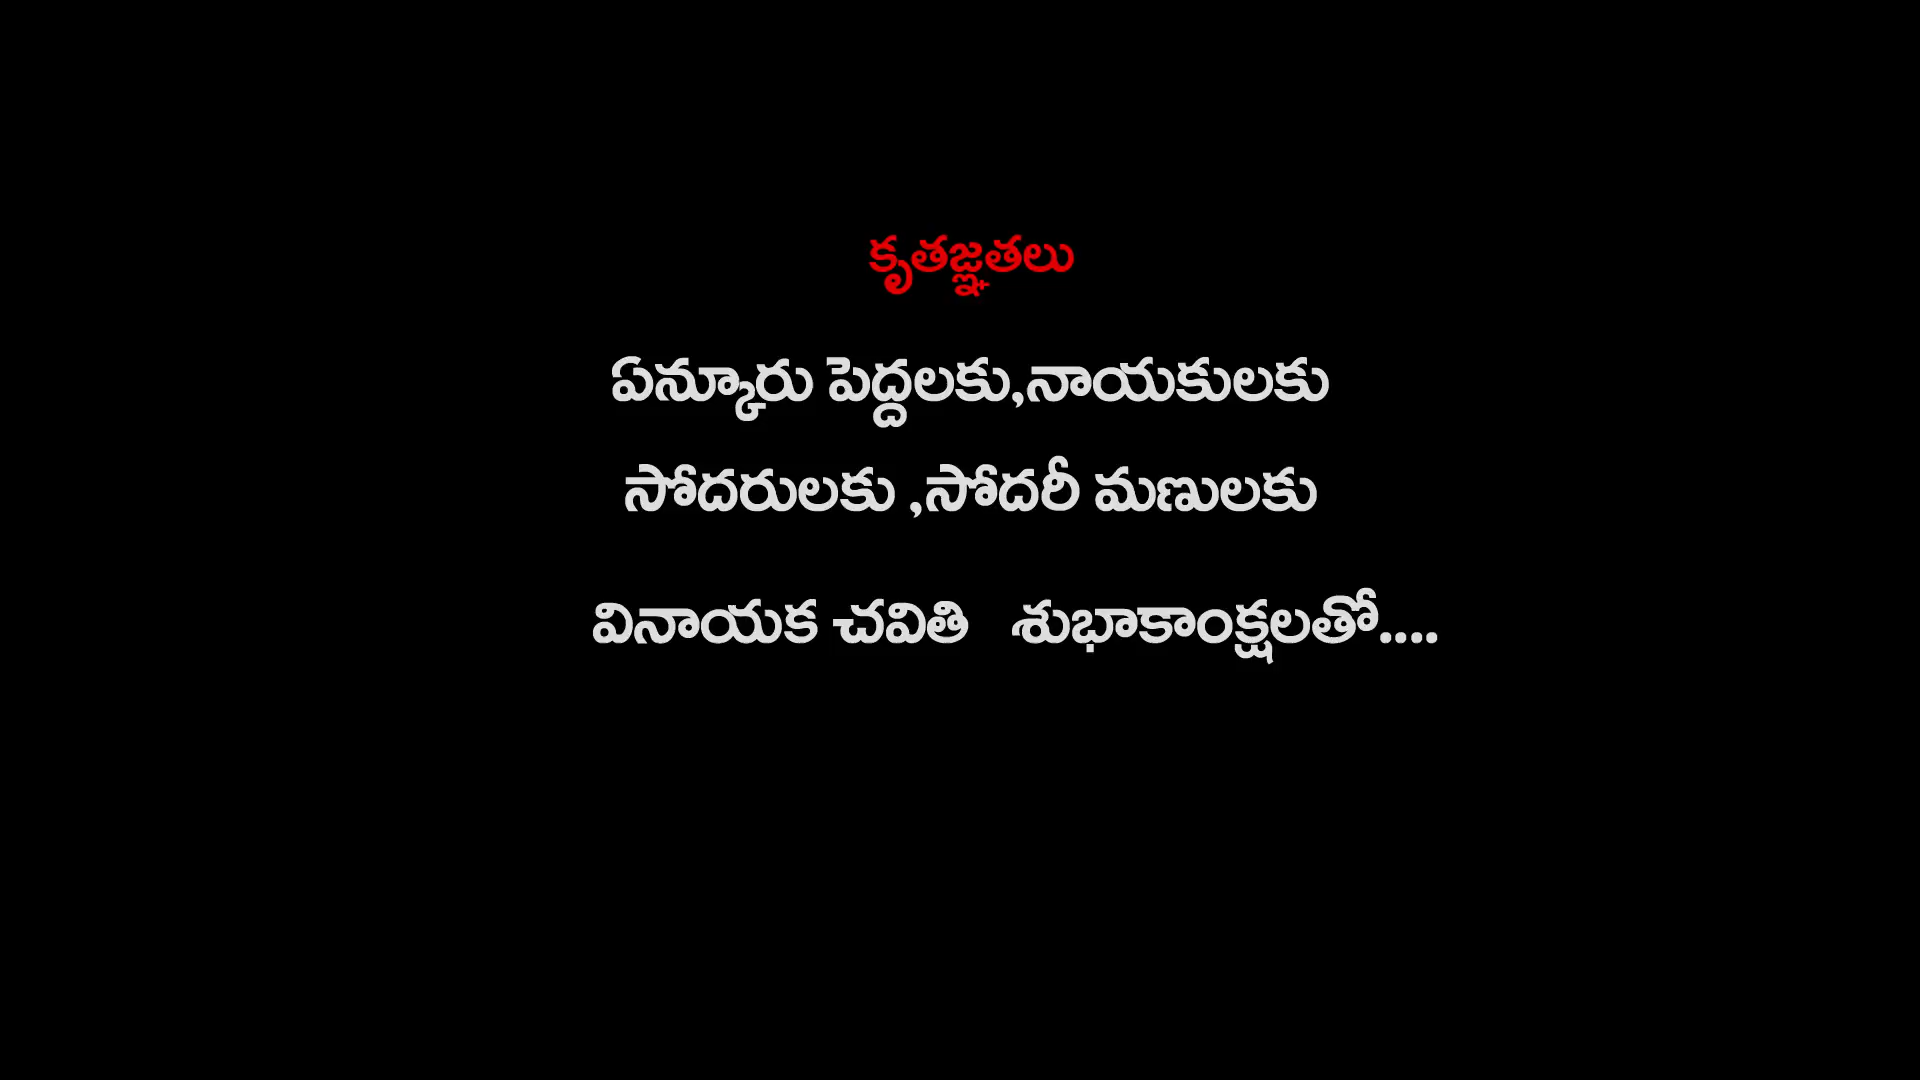 కృతజ్ఞతలు
ఏన్కూరు పెద్దలకు,నాయకులకు
సోదరులకు ,సోదరీ మణులకు
వినాయక చవితి శుభాకాంక్షలతో....